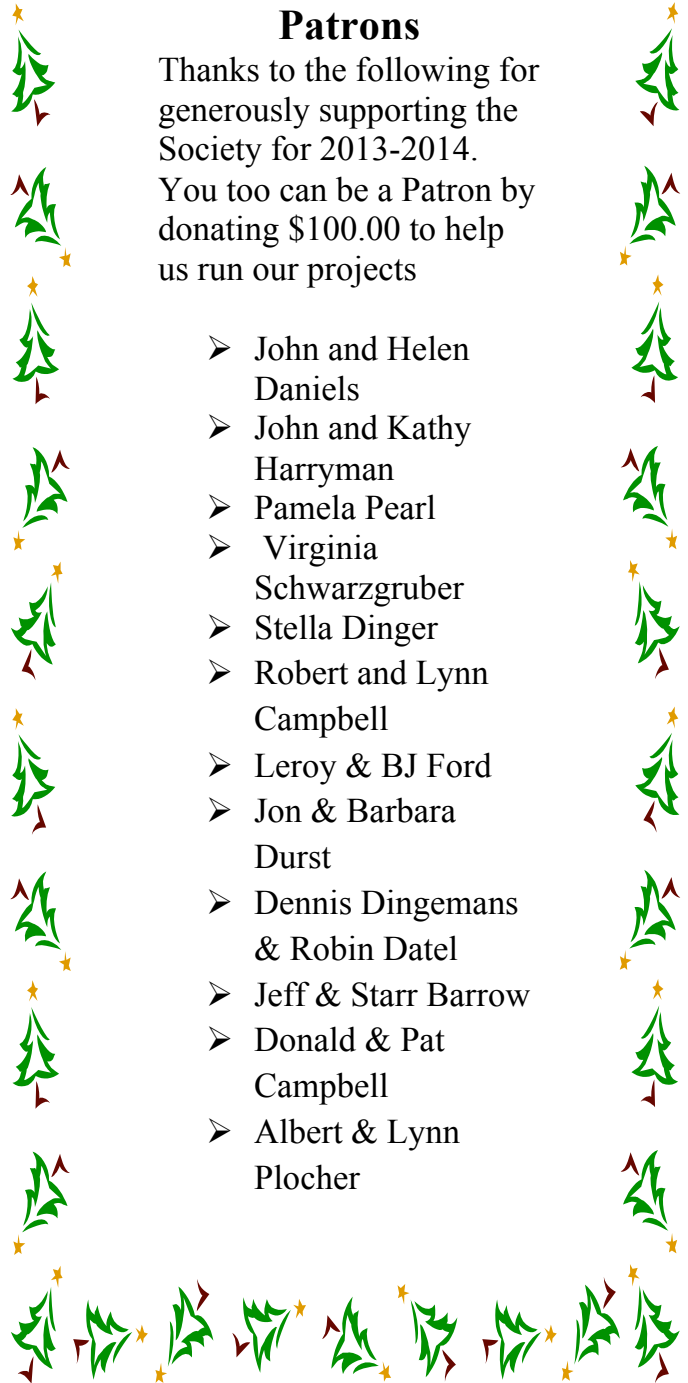 Patrons
Thanks to the following for
generously supporting the
Society for 2013-2014.
You too can be a Patron by
donating $100.00 to help
us run our projects
➢ John and Helen
Daniels
➢ John and Kathy
Harryman
➢ Pamela Pearl
➢ Virginia
Schwarzgruber
➢ Stella Dinger
➢ Robert and Lynn
Campbell
➢ Leroy & BJ Ford
➢ Jon & Barbara
Durst
➢ Dennis Dingemans
& Robin Datel
➢ Jeff & Starr Barrow
➢ Donald & Pat
Campbell
➢ Albert & Lynn
Plocher